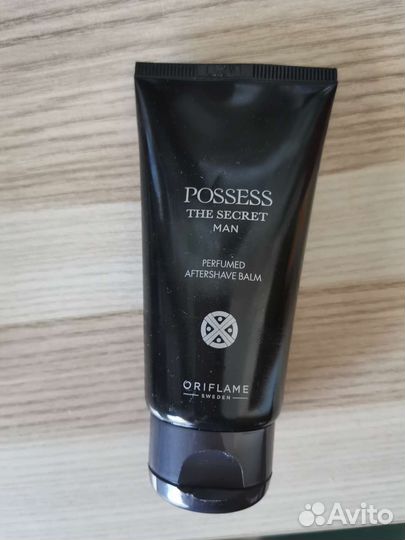 POSSESS
THE SECRET
MAN
PERFUMED
AFTERSHAVE BALM
ORIFLAME
SWEDEN
Avito